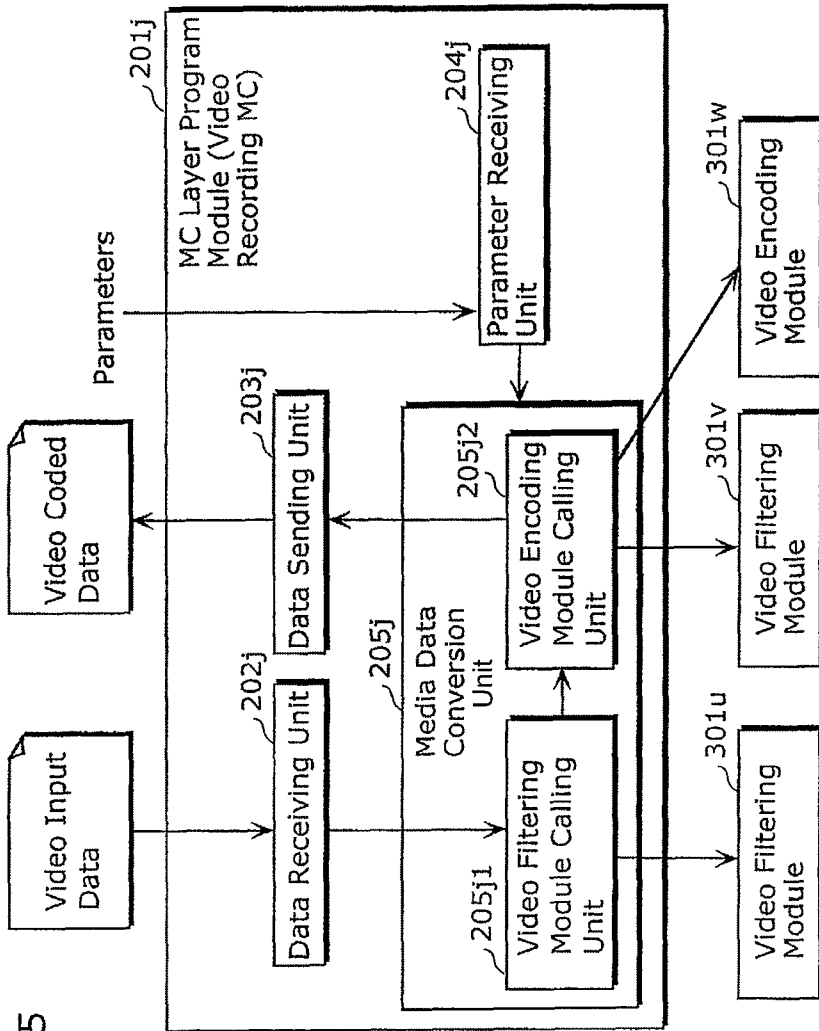 5
Video Input
Data
Video Coded
Data
Parameters
201j
MC Layer Program
Module (Video
Recording MC)
202j
Data Receiving Unit
203j
Data Sending Unit
204j
Parameter Receiving
Unit
205j
Media Data
Conversion
Unit
205j1
Video Filtering
Module Calling
Unit
205j2
Video Encoding
Module Calling
Unit
301u
Video Filtering
Module
301v
Video Filtering
Module
301w
Video Encoding
Module